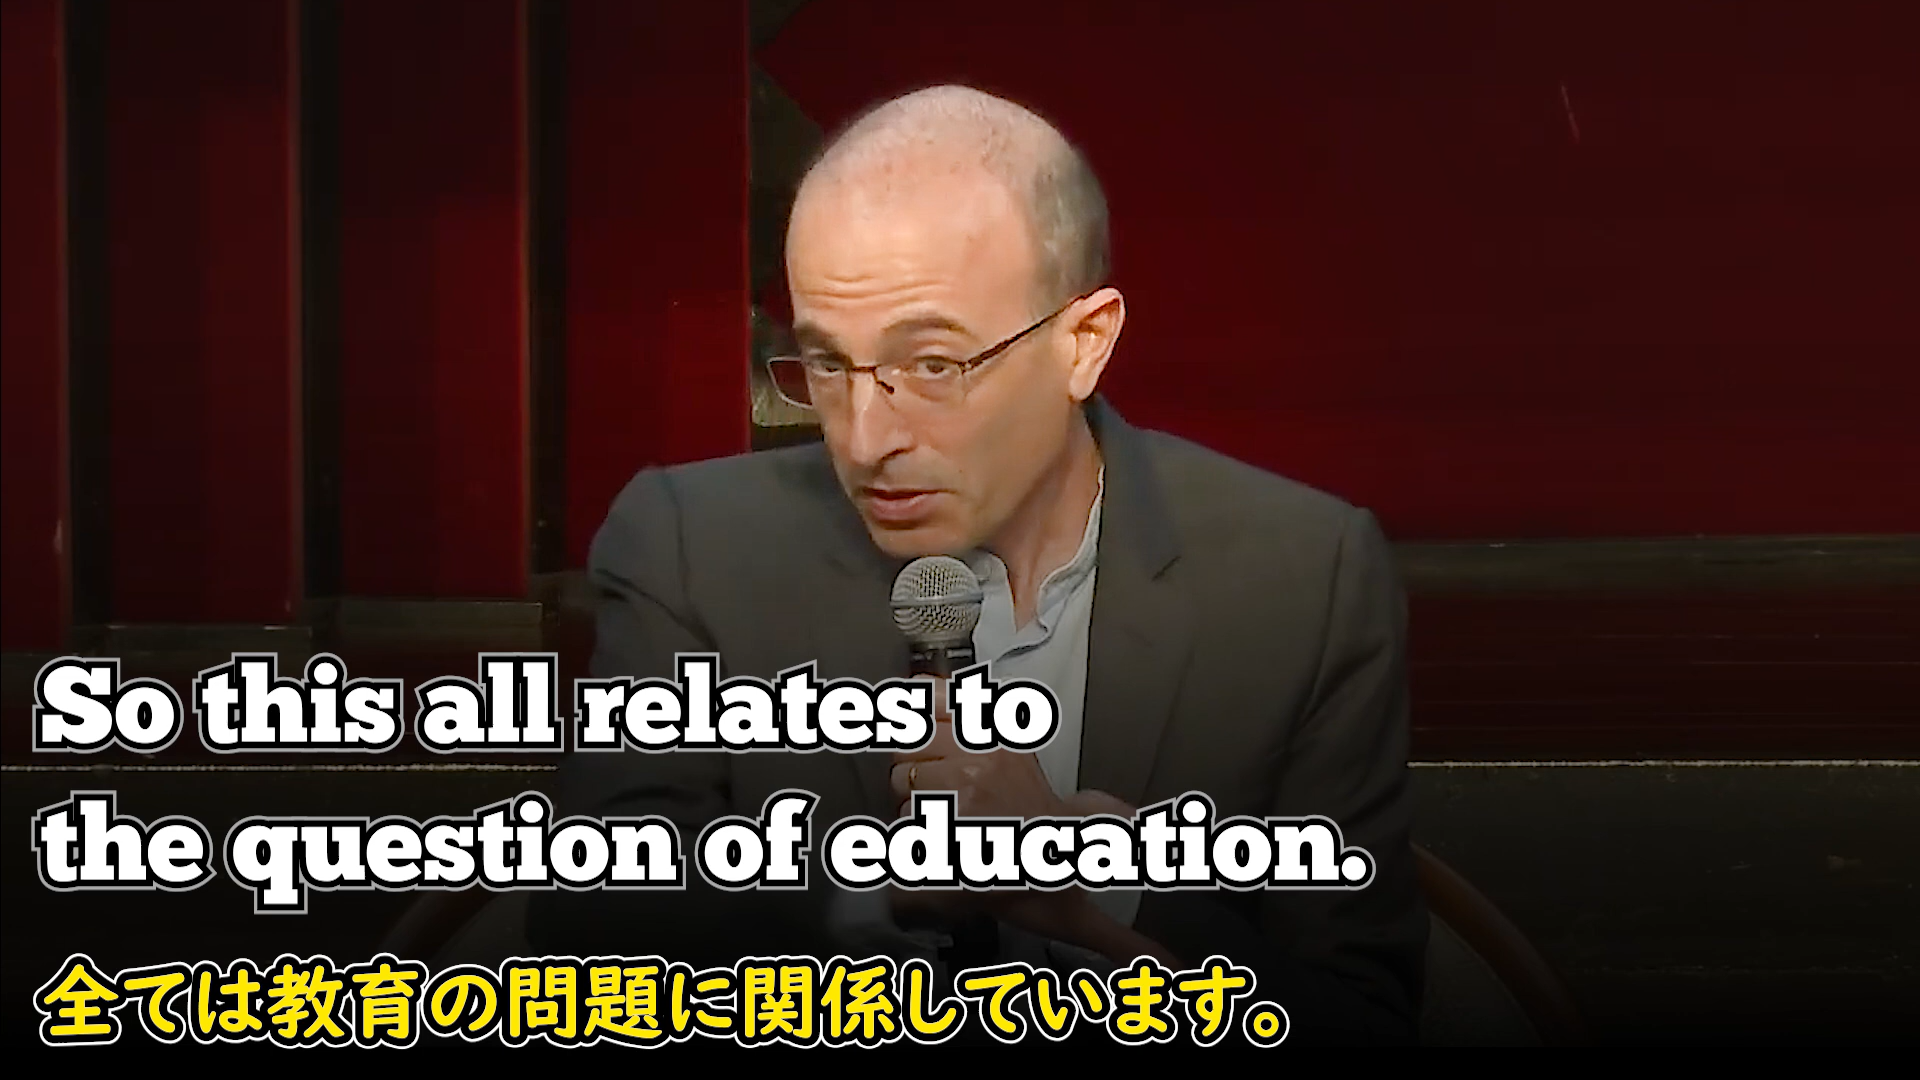 So this all relates to
the question of education.
全ては教育の問題に関係しています。